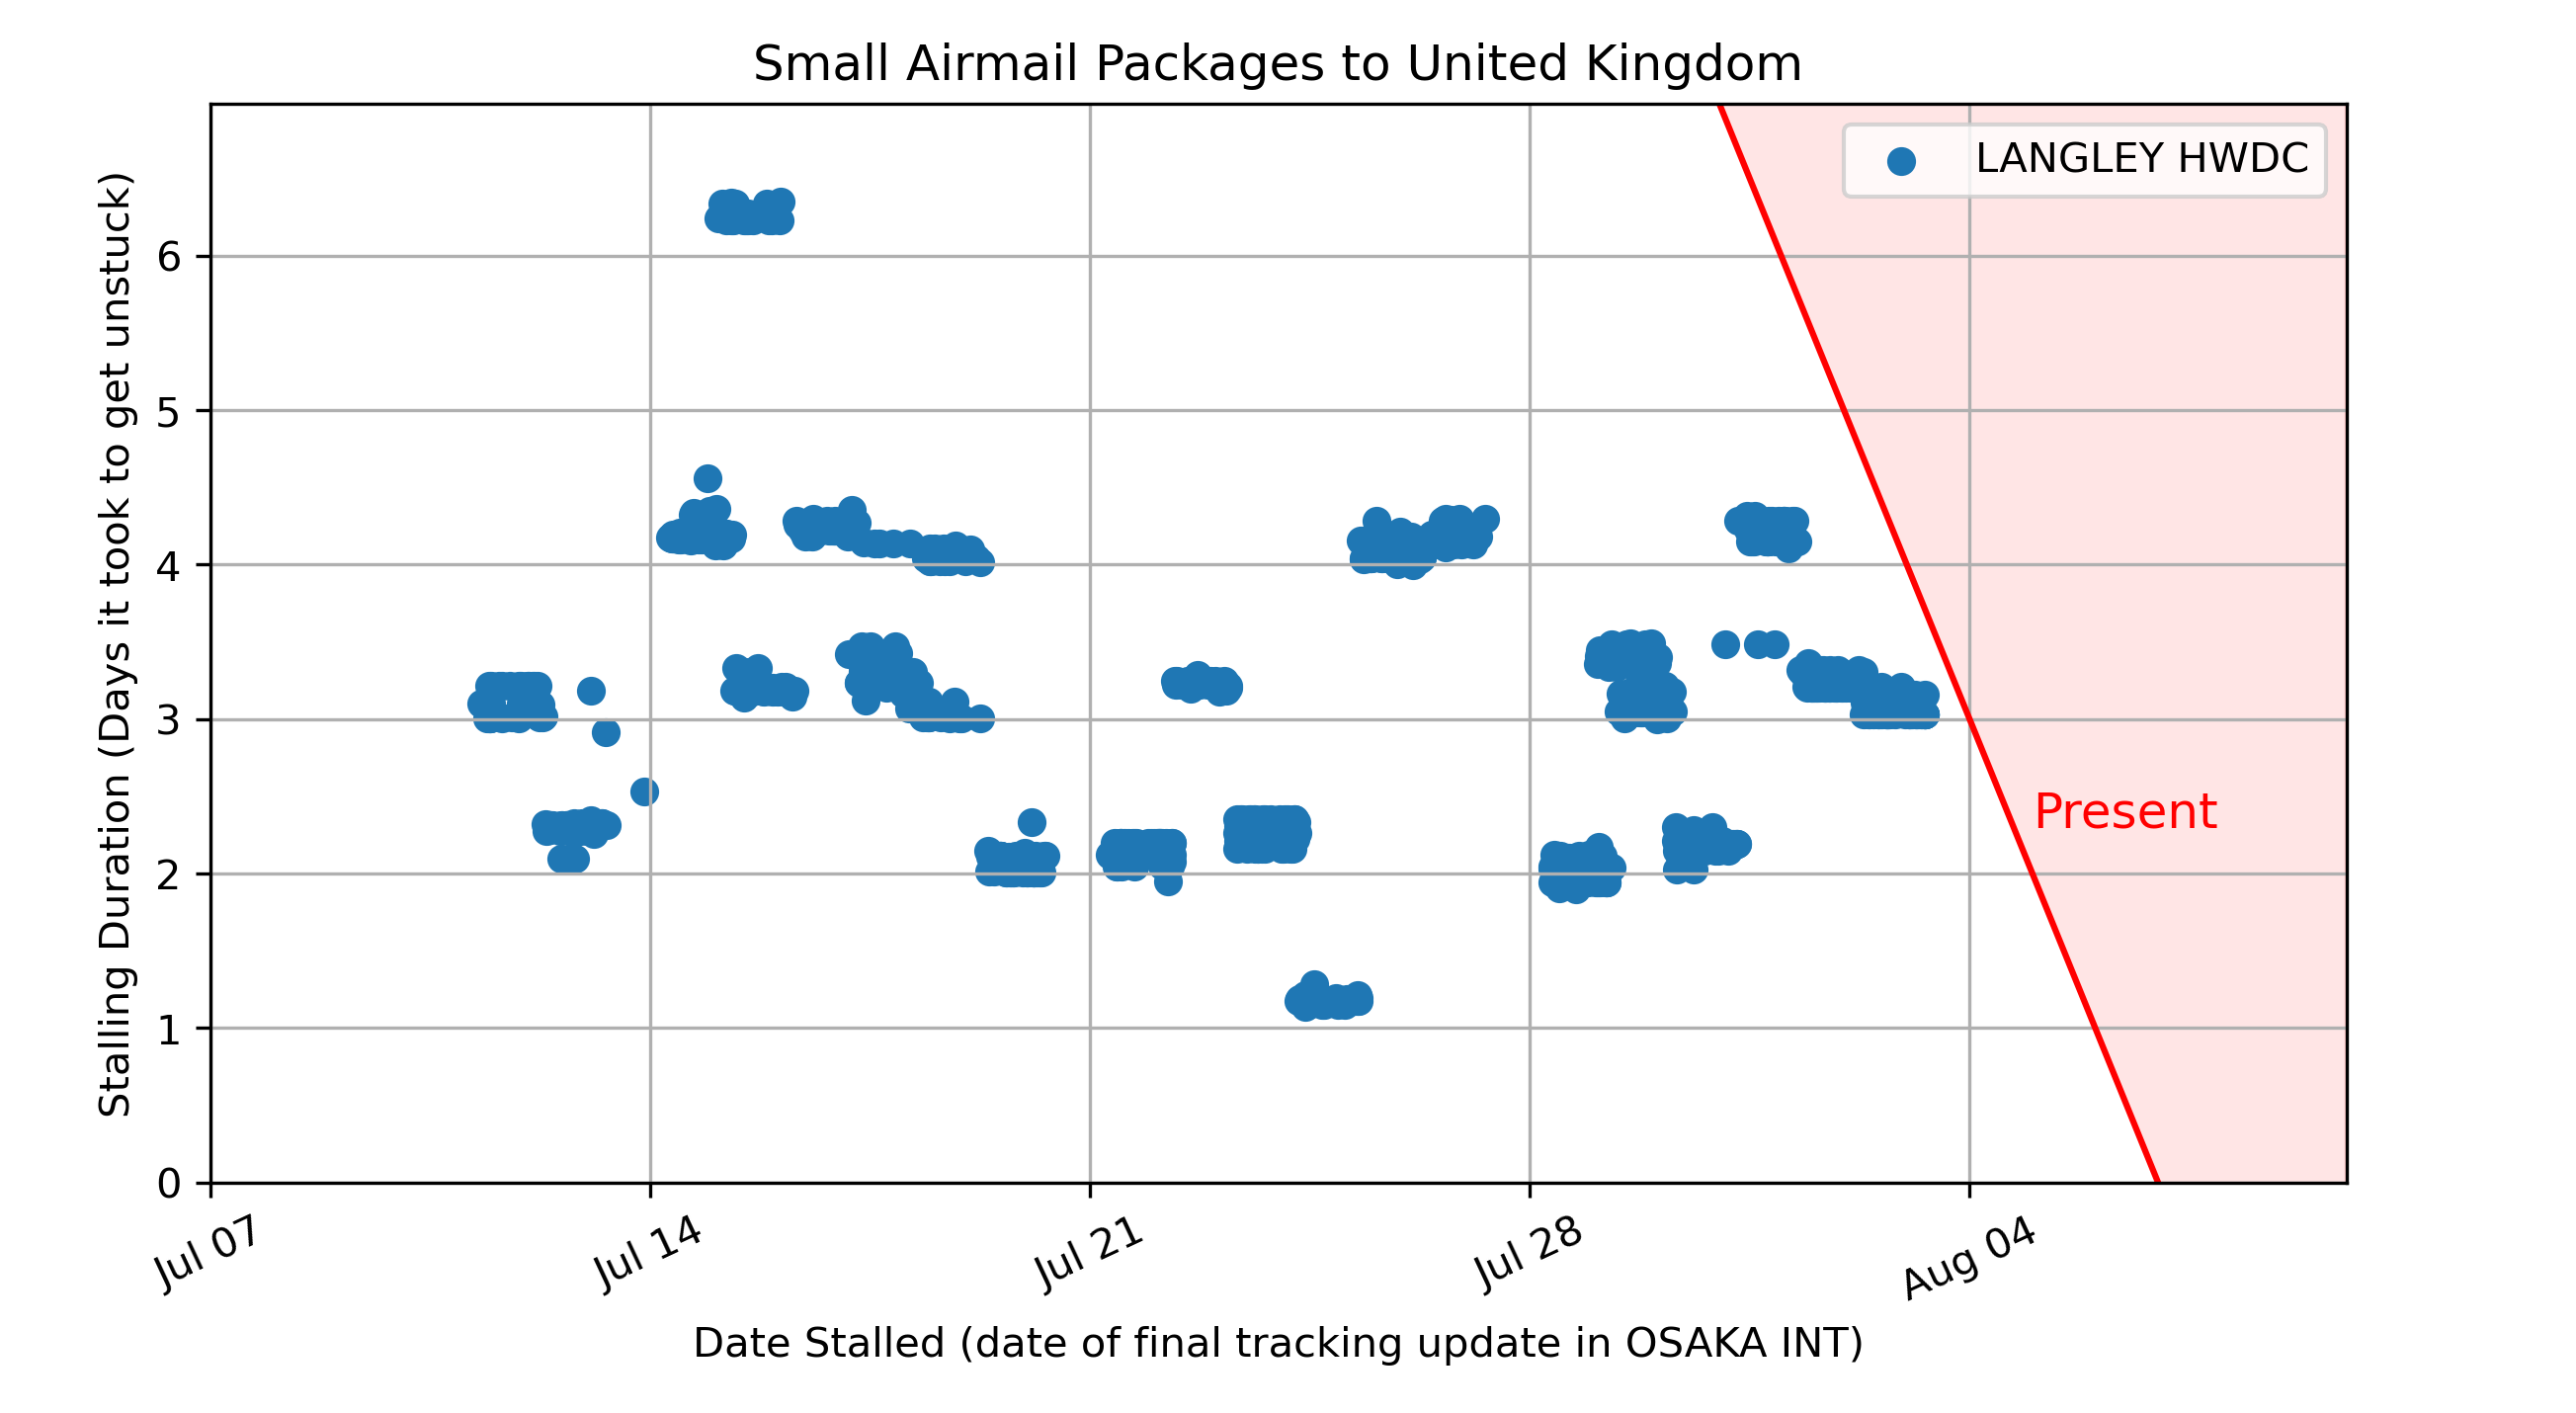 Small Airmail Packages to United Kingdom
LANGLEY HWDC
Stalling Duration (Days it took to get unstuck)
6
5
4
3
2
1
0
Present
Jul 07
Jul 14
Jul 21
Jul 28
Aug 04
Date Stalled (date of final tracking update in OSAKA INT)